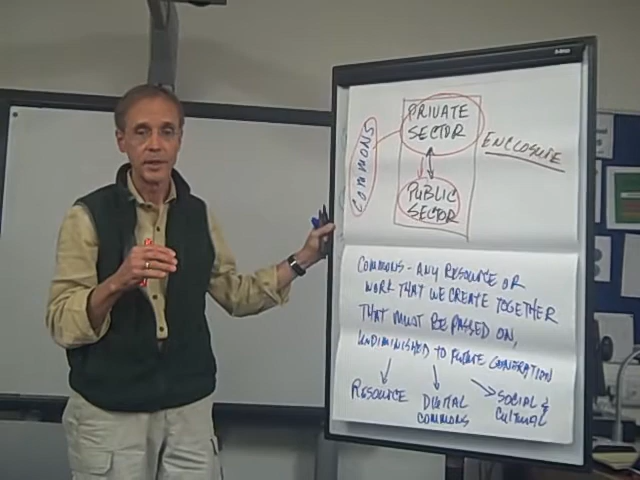 COMMONS
PRIVATE
SECTOR
ENCLOSURE
PUBLIC
SECTOR
COMMONS - ANY RESOURCE OR
WORK THAT WE CREATE TOGETHER
THAT MUST BE PASSED ON,
UNDIMINISHED TO FUTURE GENERATION
RESOURCE
DIGITAL
COMMONS
SOCIAL &
CULTURAL